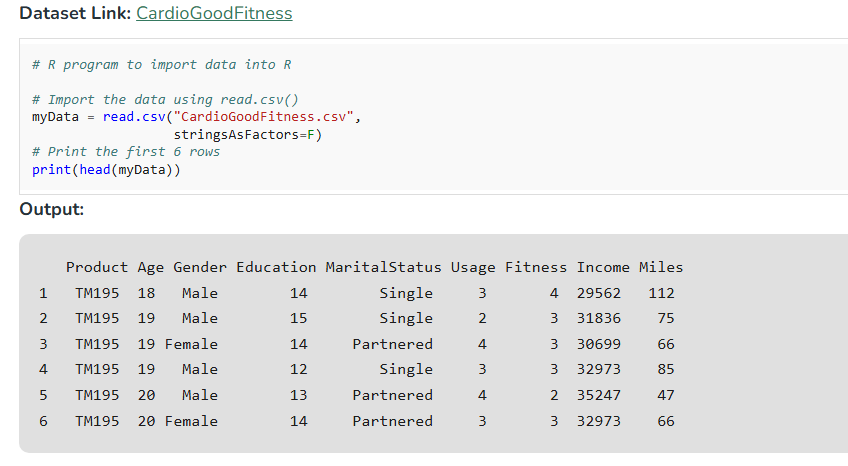 Dataset Link: CardioGoodFitness
# R program to import data into R
# Import the data using read.csv()
myData = read.csv("CardioGoodFitness.csv",
stringsAsFactors=F)
# Print the first 6 rows
print(head(myData))
Output:
Product Age Gender Education MaritalStatus Usage Fitness Income Miles
1 TM195 18 Male 14 Single 3 4 29562 112
2 TM195 19 Male 15 Single 2 3 31836 75
3 TM195 19 Female 14 Partnered 4 3 30699 66
4 TM195 19 Male 12 Single 3 3 32973 85
5 TM195 20 Male 13 Partnered 4 2 35247 47
6 TM195 20 Female 14 Partnered 3 3 32973 66